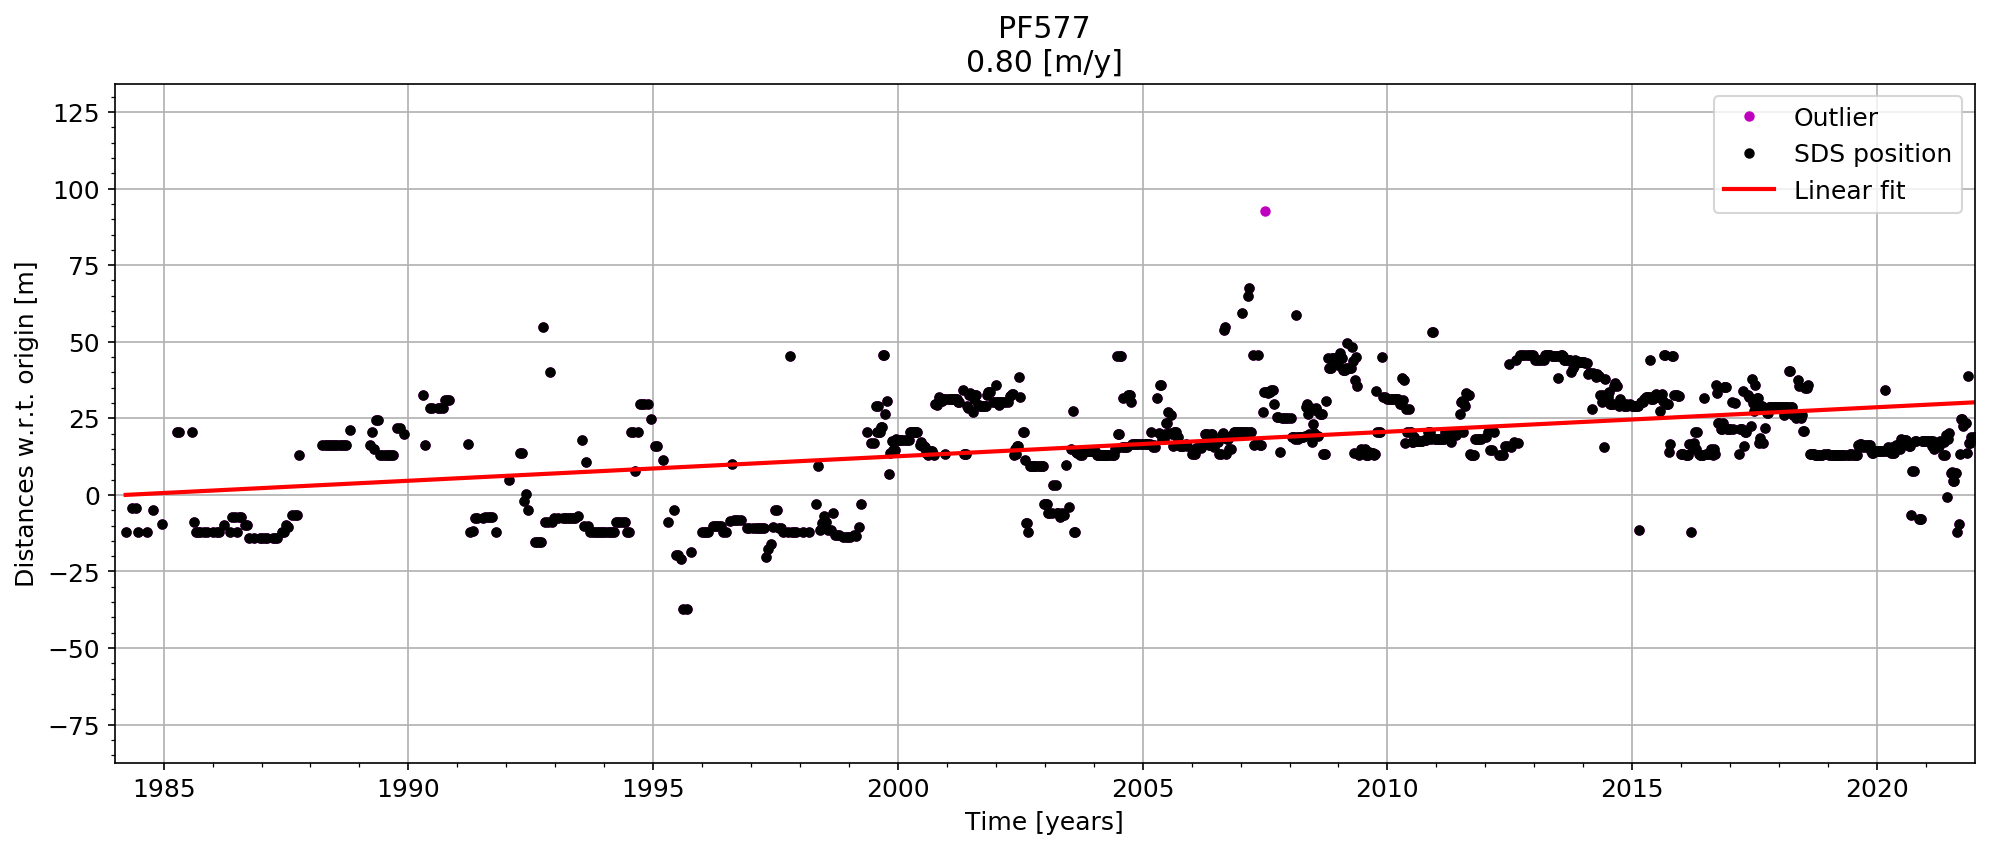 PF577
0.80 [m/y]
Outlier
SDS position
Linear fit
Distances w.r.t. origin [m]
125
100
75
50
25
0
−25
−50
−75
1985
1990
1995
2000
2005
2010
2015
2020
Time [years]